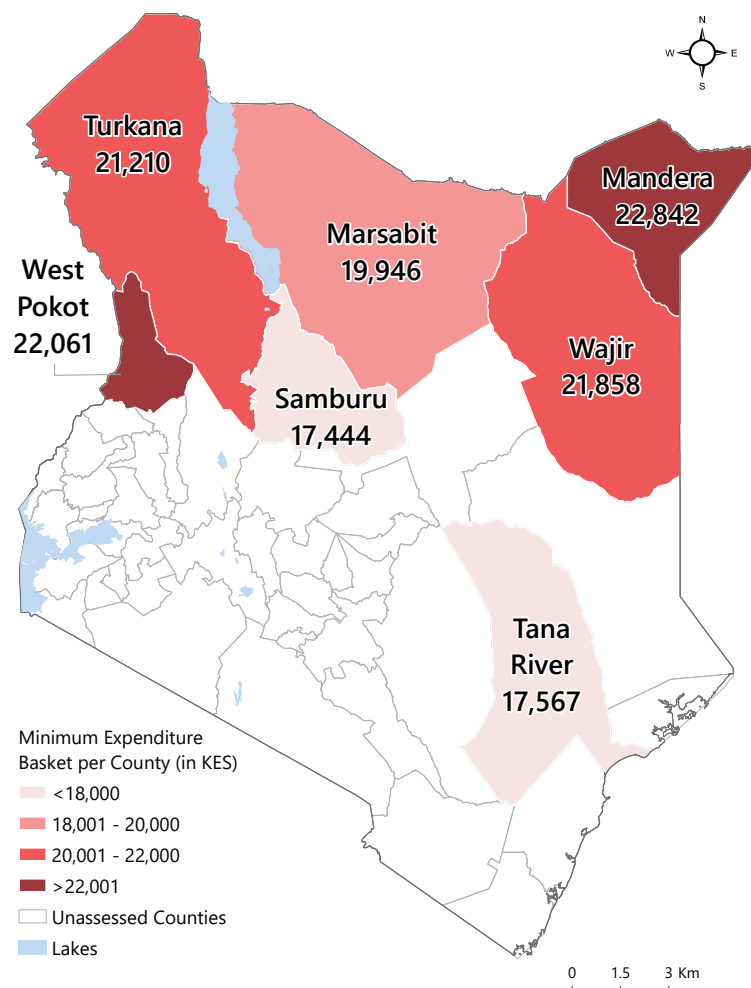 N
W
E
S
Turkana
21,210
Mandera
22,842
Marsabit
19,946
West
Pokot
22,061
Wajir
21,858
Samburu
17,444
Tana
River
17,567
Minimum Expenditure
Basket per County (in KES)
<18,000
18,001 - 20,000
20,001 - 22,000
>22,001
Unassessed Counties
Lakes
0 1.5 3 Km